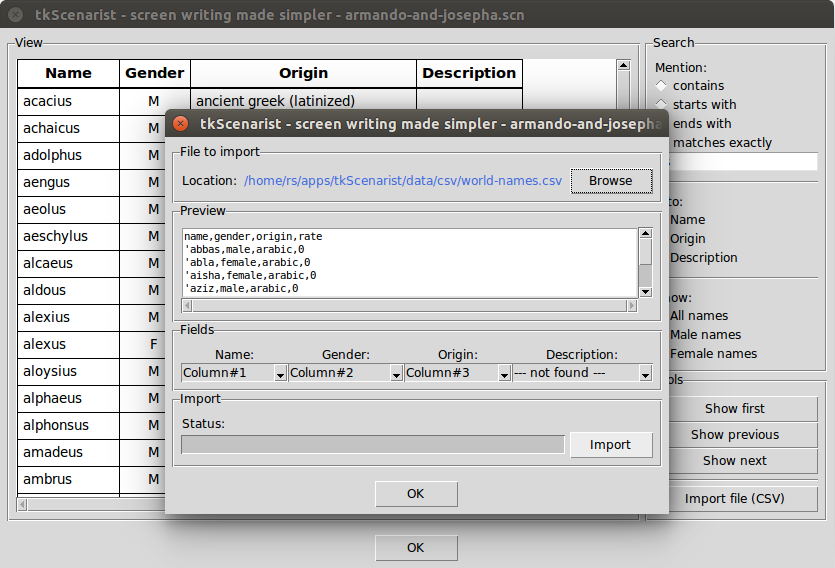 tkScenarist - screen writing made simpler - armando-and-josepha.scn
View
Name Gender Origin Description
acacius M ancient greek (latinized)
achaicus M
adolphus M
aengus M
aeolus M
aeschylus M
alcaeus M
aldous M
alexius M
alexus F
aloysius M
alphaeus M
alphonsus M
amadeus M
ambrus M
OK
Search
Mention:
contains
starts with
ends with
matches exactly
to:
Name
Origin
Description
All names
Male names
Female names
Show first
Show previous
Show next
Import file (CSV)
tkScenarist - screen writing made simpler - armando-and-josepha
File to import
Location: /home/rs/apps/tkScenarist/data/csv/world-names.csv Browse
Preview
name,gender,origin,rate
'abbas,male,arabic,0
'abla,female,arabic,0
'aisha,female,arabic,0
'aziz,male,arabic,0
Fields
Name: Gender: Origin: Description:
Column#1 Column#2 Column#3 --- not found ---
Import
Status:
Import
OK